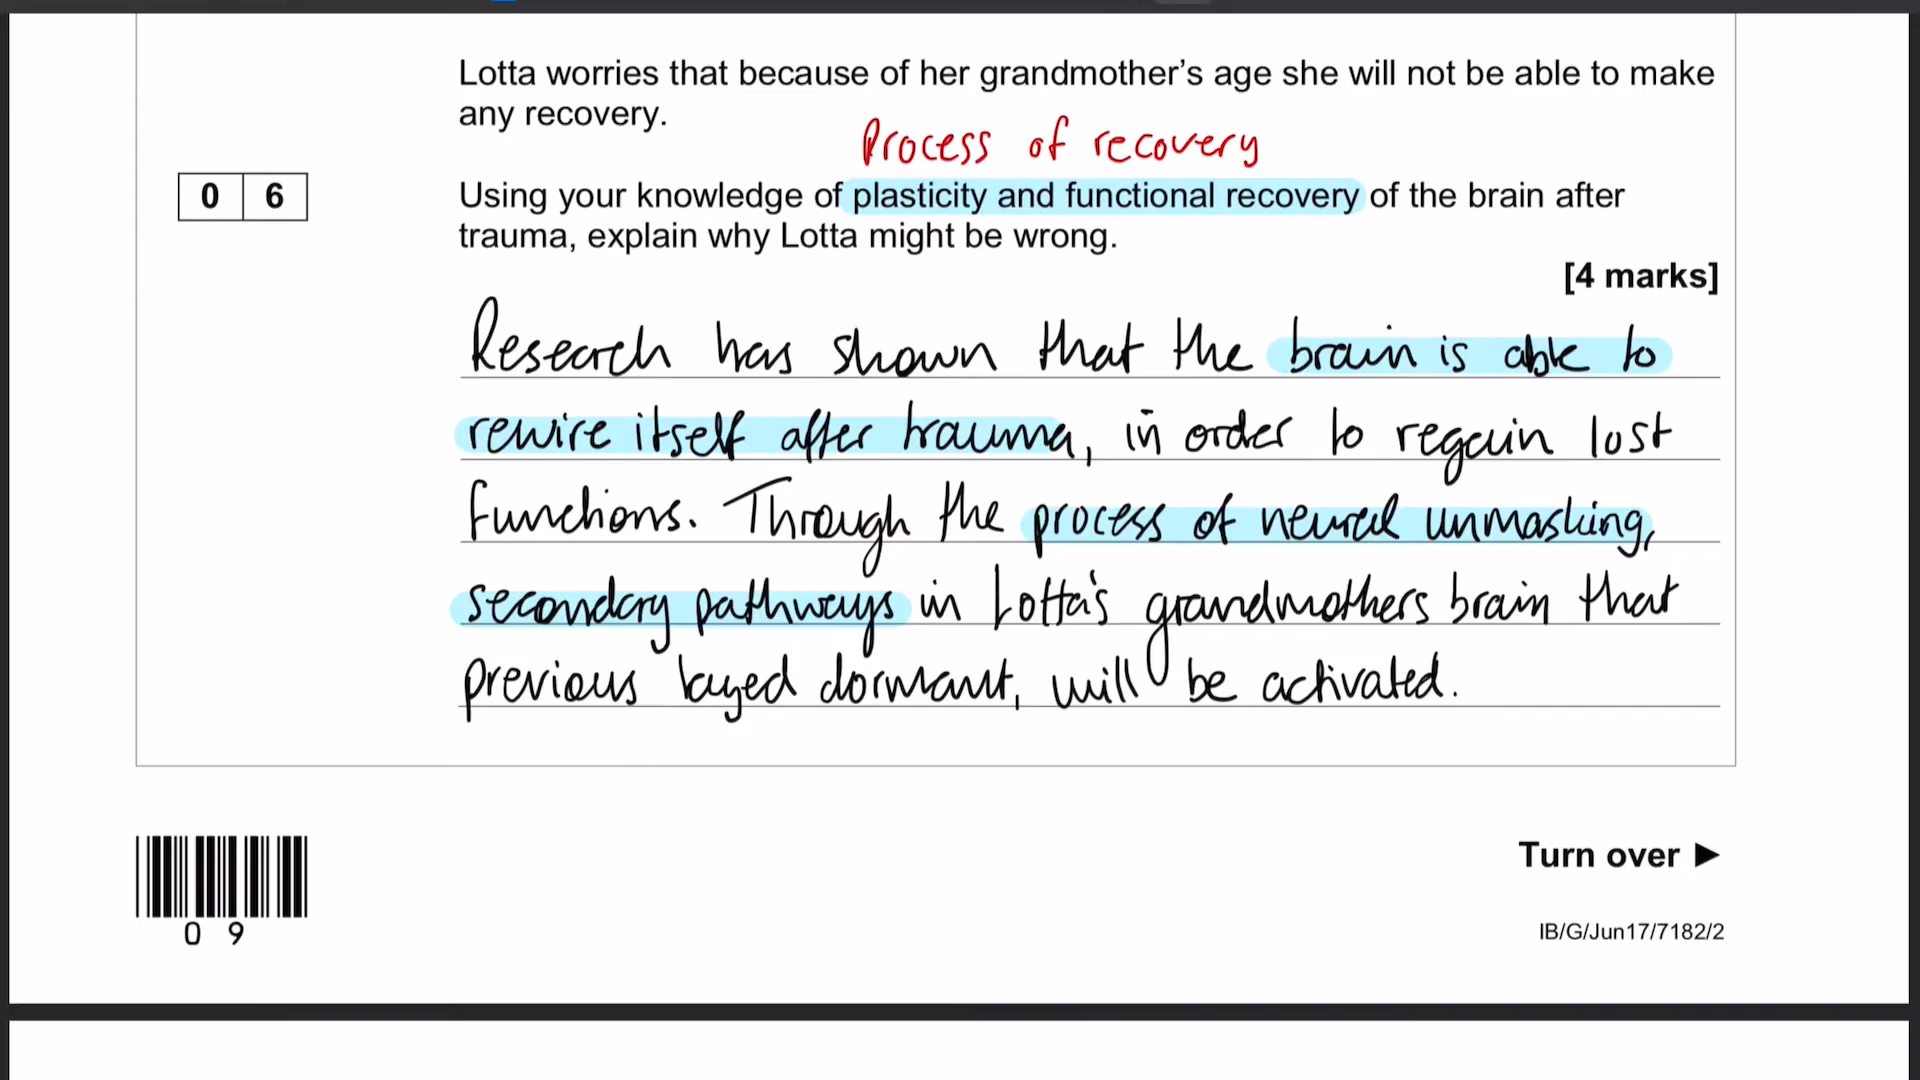 Lotta worries that because of her grandmother's age she will not be able to make
any recovery.
Process of recovery
0 6
Using your knowledge of plasticity and functional recovery of the brain after
trauma, explain why Lotta might be wrong.
[4 marks]
Research has shown that the brain is able to
rewire itself after trauma, in order to regain lost
functions. Through the process of neural unmasking,
secondary pathways in Lotta's grandmothers brain that
previous layed dormant, will be activated.
Turn over ►
0 9
IB/G/Jun17/7182/2